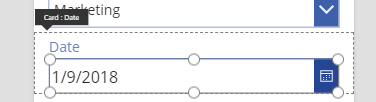 Marketing
Card : Date
Date
1/9/2018